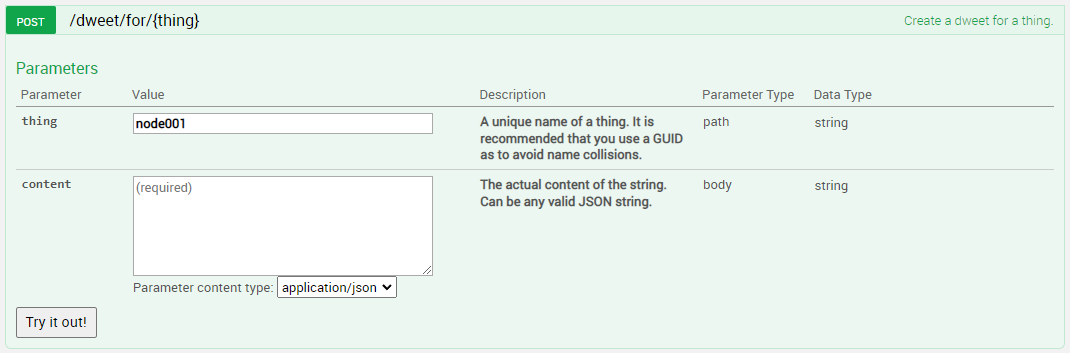 POST /dweet/for/{thing} Create a dweet for a thing.
Parameters
Parameter Value Description Parameter Type Data Type
thing node001 A unique name of a thing. It is path string
recommended that you use a GUID
as to avoid name collisions.
content (required) The actual content of the string. body string
Can be any valid JSON string.
Parameter content type: application/json
Try it out!